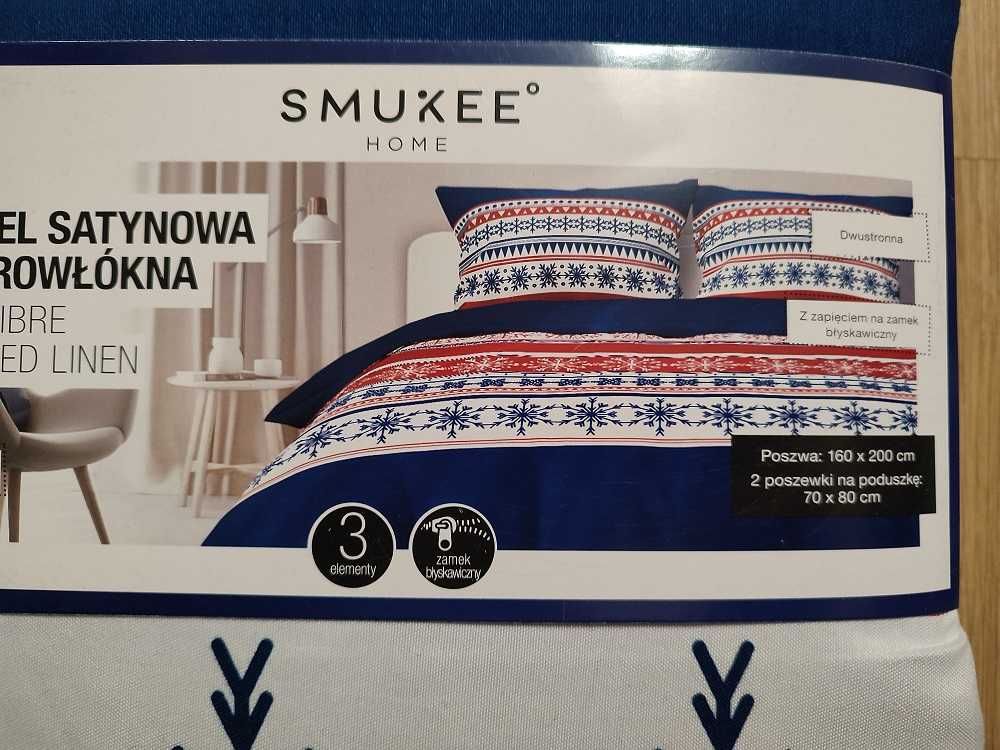 SMUKEE°
HOME
EL SATYNOWA
ROWŁÓKNA
IBRE
ED LINEN
Dwustronna
Z zapięciem na zamek
błyskawiczny
Poszwa: 160 x 200 cm
2 poszewki na poduszkę:
70 x 80 cm
3
elementy
zamek
błyskawiczny